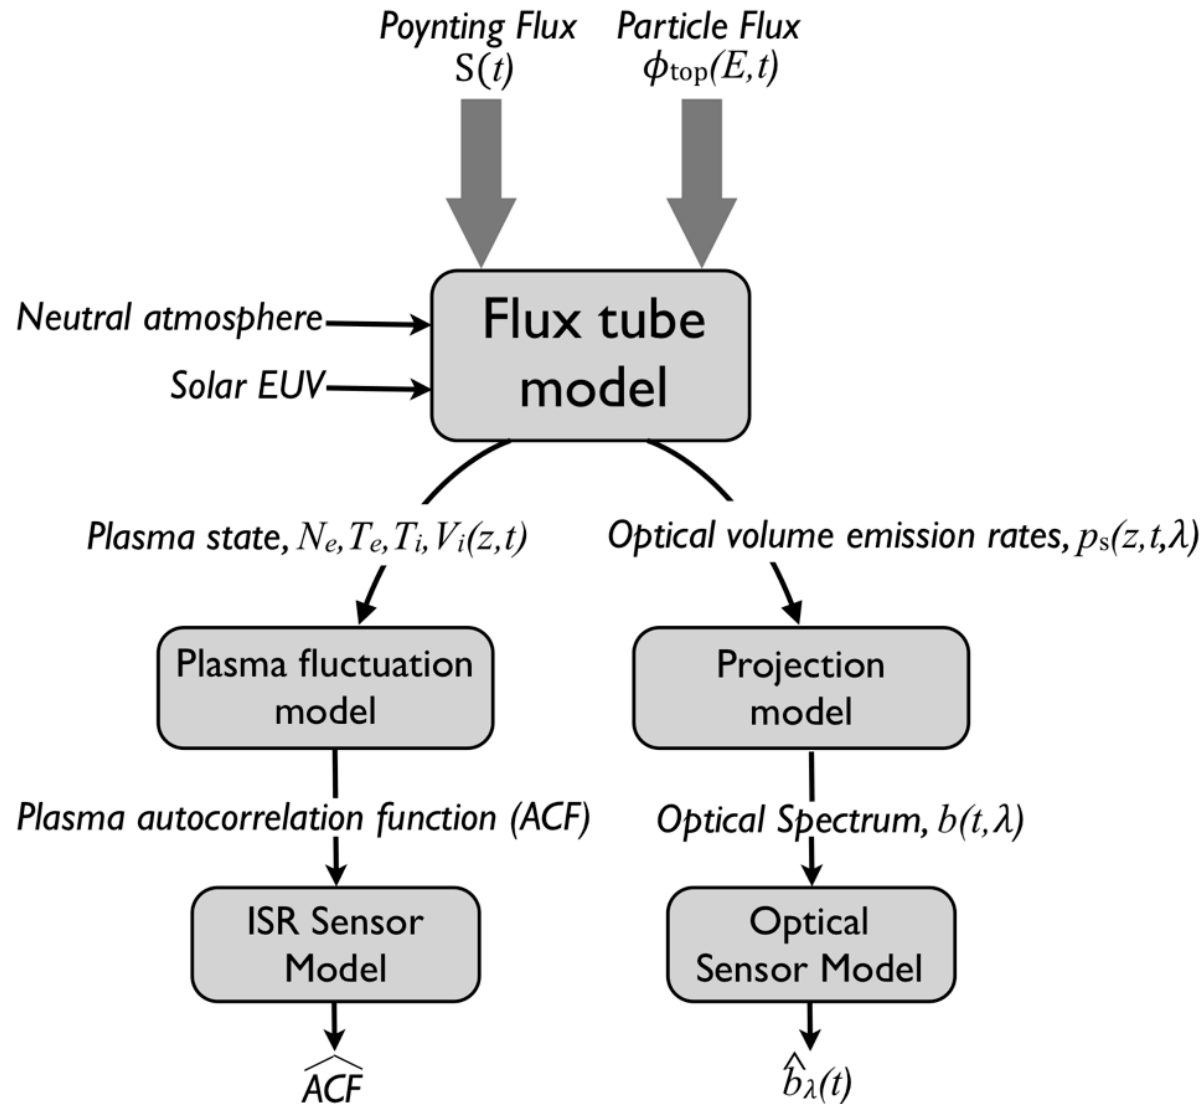 Poynting Flux
S(t)
Particle Flux
ϕtop(E,t)
Neutral atmosphere
Solar EUV
Flux tube
model
Plasma state, Ne,Te,Ti,Vi(z,t)
Optical volume emission rates, ps(z,t,λ)
Plasma fluctuation
model
Projection
model
Plasma autocorrelation function (ACF)
Optical Spectrum, b(t,λ)
ISR Sensor
Model
Optical
Sensor Model
A͡CF
b̂λ(t)